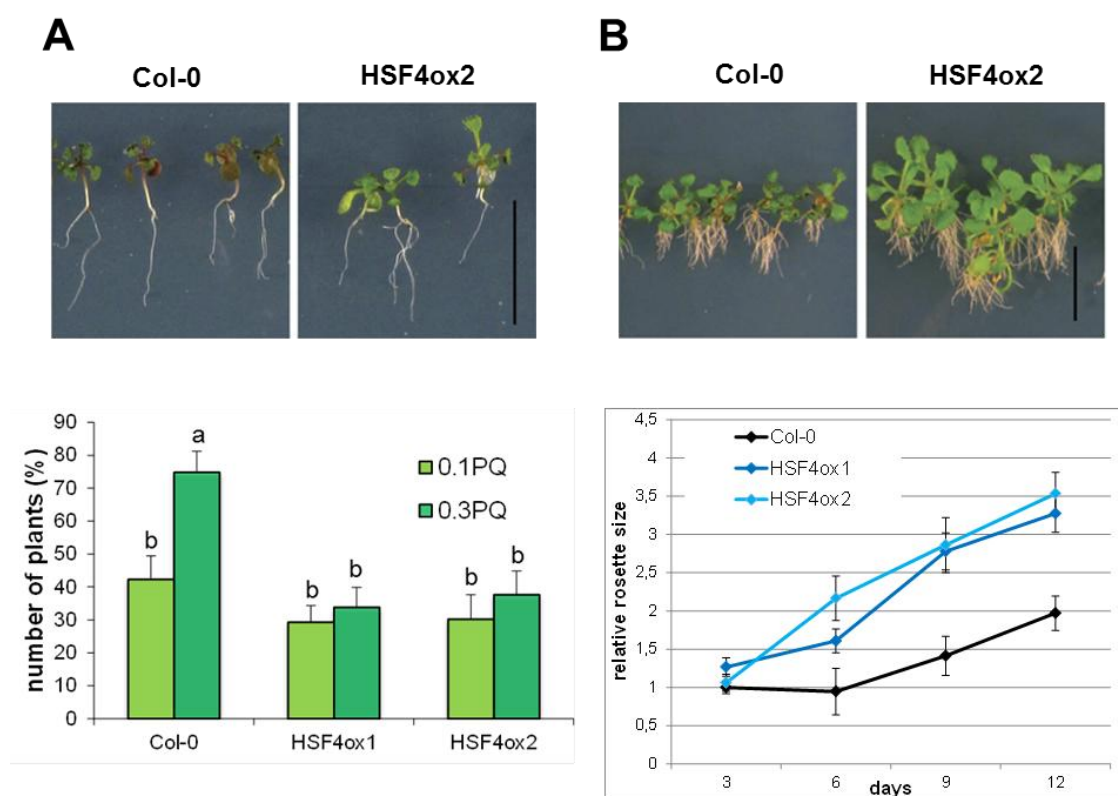 A
Col-0 HSF4ox2
B
Col-0 HSF4ox2
number of plants (%)
90
80
70
60
50
40
30
20
10
0
b a
b b
b b
0.1PQ
0.3PQ
Col-0 HSF4ox1 HSF4ox2
relative rosette size
4,5
4
3,5
3
2,5
2
1,5
1
0,5
0
Col-0
HSF4ox1
HSF4ox2
3 6 9 12
days